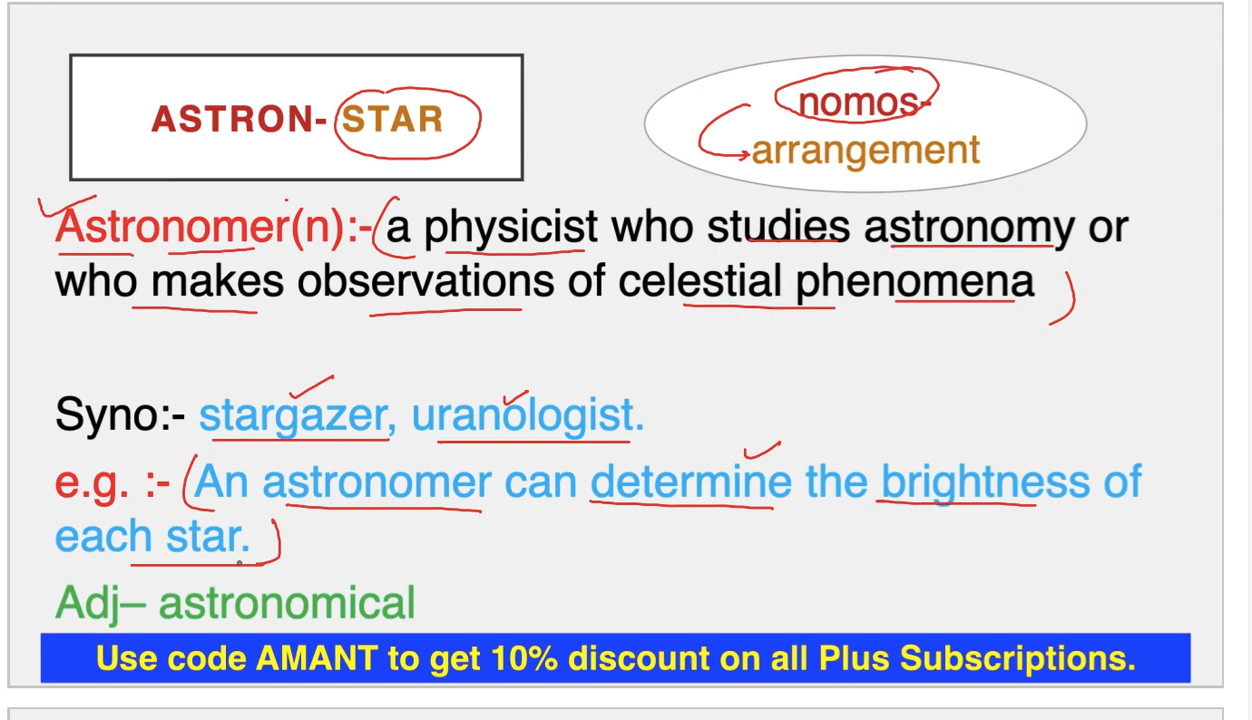 ASTRON- STAR
nomos-
arrangement
Astronomer(n):- a physicist who studies astronomy or
who makes observations of celestial phenomena
Syno:- stargazer, uranologist.
e.g. :- An astronomer can determine the brightness of
each star.
Adj– astronomical
Use code AMANT to get 10% discount on all Plus Subscriptions.